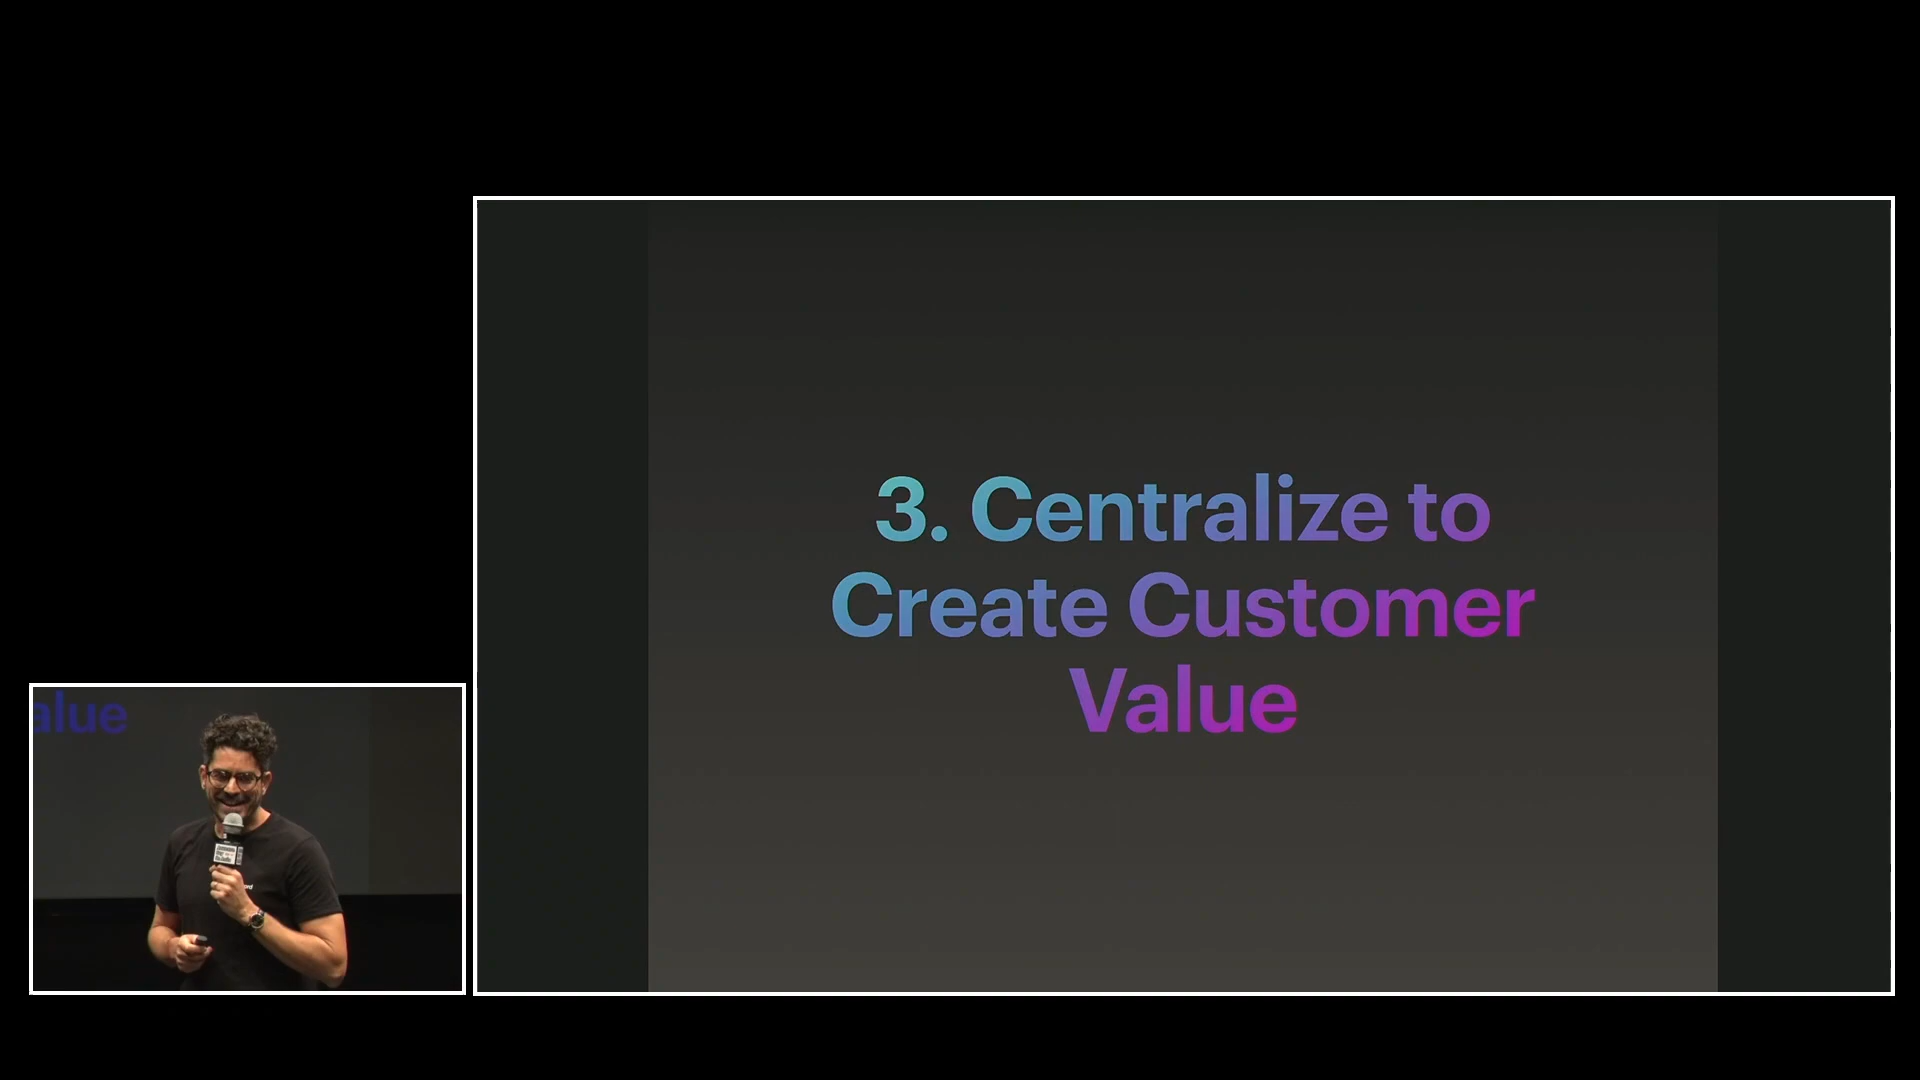 3. Centralize to
Create Customer
Value
alue